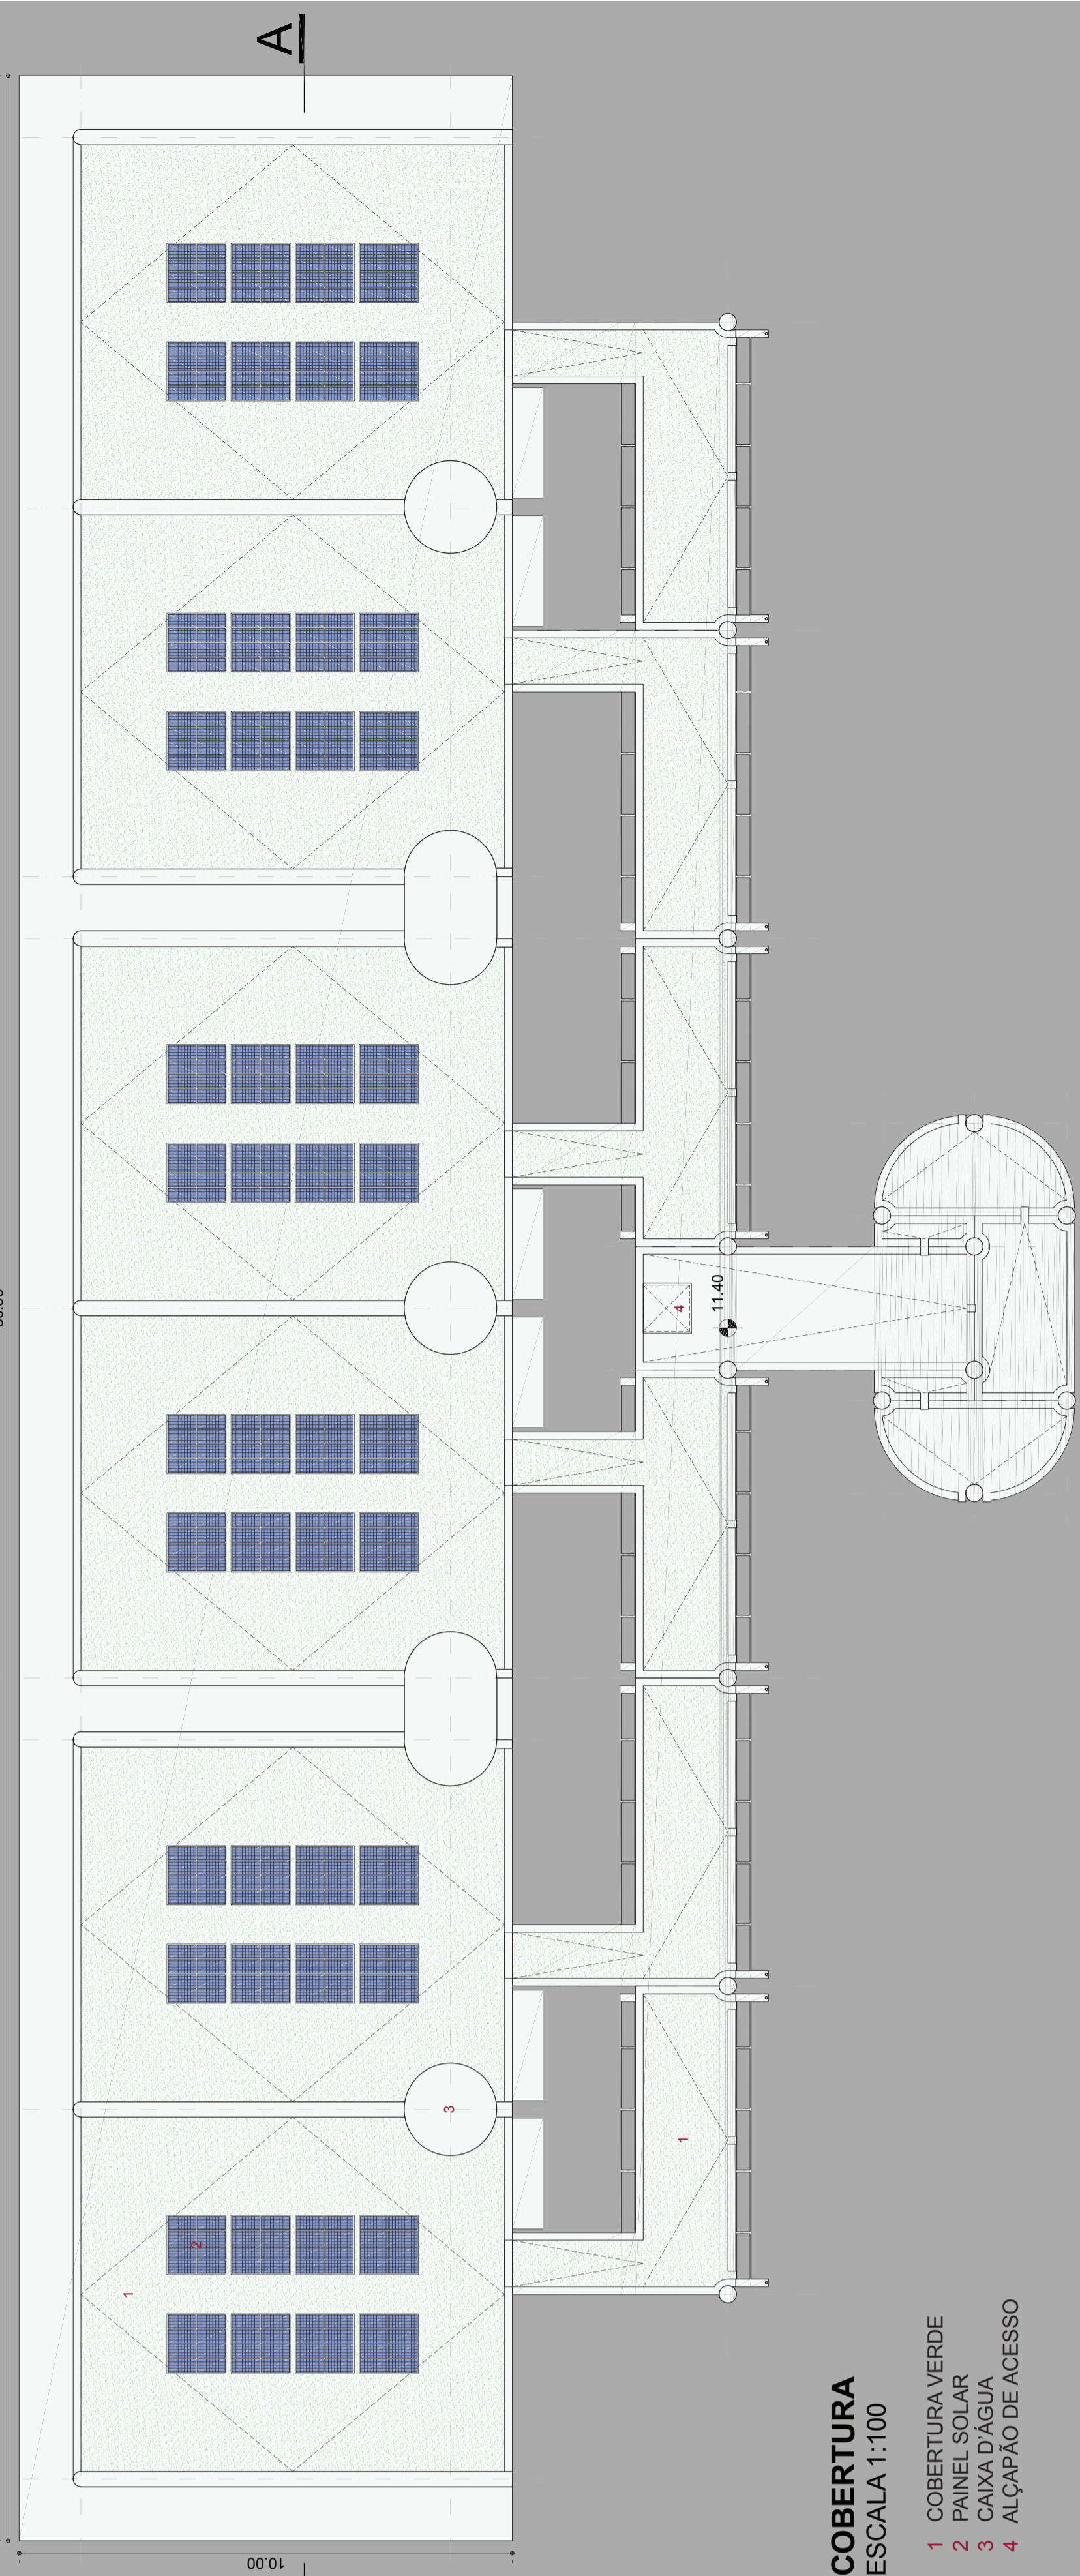 A
11.40
4
3
1
2
1
10.00
COBERTURA
ESCALA 1:100
1 COBERTURA VERDE
2 PAINEL SOLAR
3 CAIXA D'ÁGUA
4 ALÇAPÃO DE ACESSO